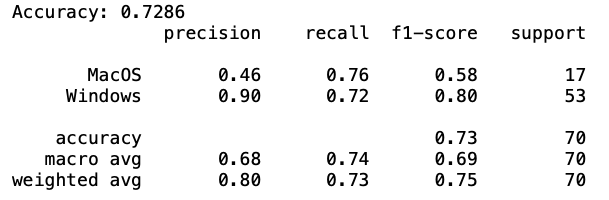 Accuracy: 0.7286
precision recall f1-score support
MacOS 0.46 0.76 0.58 17
Windows 0.90 0.72 0.80 53
accuracy 0.73 70
macro avg 0.68 0.74 0.69 70
weighted avg 0.80 0.73 0.75 70